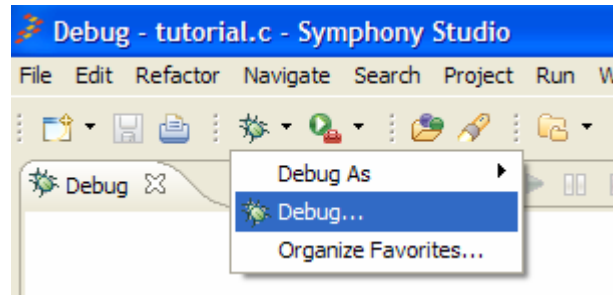 Debug - tutorial.c - Symphony Studio
File Edit Refactor Navigate Search Project Run
Debug
Debug As
Debug...
Organize Favorites...